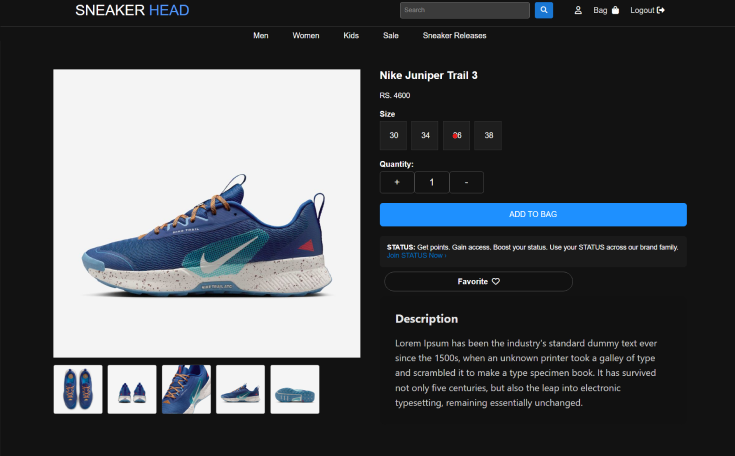 SNEAKER HEAD
Search
Bag
Logout
Men
Women
Kids
Sale
Sneaker Releases
Nike Juniper Trail 3
RS. 4600
Size
30
34
36
38
Quantity:
+
1
-
ADD TO BAG
STATUS: Get points. Gain access. Boost your status. Use your STATUS across our brand family.
Join STATUS Now ›
Favorite
Description
Lorem Ipsum has been the industry's standard dummy text ever
since the 1500s, when an unknown printer took a galley of type
and scrambled it to make a type specimen book. It has survived
not only five centuries, but also the leap into electronic
typesetting, remaining essentially unchanged.